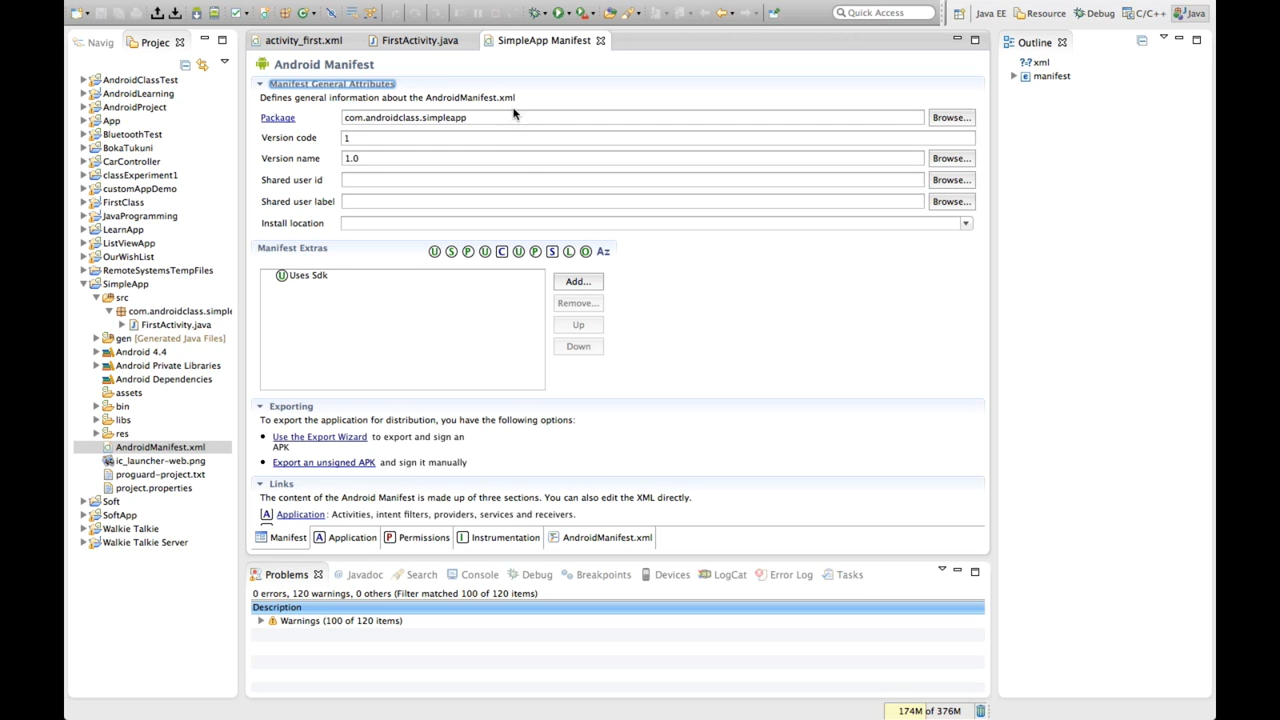 Quick Access
Java EE
Resource
Debug
C/C++
Java
Navig
Projec
AndroidClassTest
AndroidLearning
AndroidProject
App
BluetoothTest
BokaTukuni
CarController
classExperiment1
customAppDemo
FirstClass
JavaProgramming
LearnApp
ListViewApp
OurWishList
RemoteSystemsTempFiles
SimpleApp
src
com.androidclass.simple
FirstActivity.java
gen [Generated Java Files]
Android 4.4
Android Private Libraries
Android Dependencies
assets
bin
libs
res
AndroidManifest.xml
ic_launcher-web.png
proguard-project.txt
project.properties
Soft
SoftApp
Walkie Talkie
Walkie Talkie Server
activity_first.xml
FirstActivity.java
SimpleApp Manifest
Android Manifest
Manifest General Attributes
Defines general information about the AndroidManifest.xml
Package com.androidclass.simpleapp Browse...
Version code 1
Version name 1.0 Browse...
Shared user id Browse...
Shared user label Browse...
Install location
Manifest Extras U S P U C U P S L O Az
U Uses Sdk
Add...
Remove...
Up
Down
Exporting
To export the application for distribution, you have the following options:
Use the Export Wizard to export and sign an
APK
Export an unsigned APK and sign it manually
Links
The content of the Android Manifest is made up of three sections. You can also edit the XML directly.
A Application: Activities, intent filters, providers, services and receivers.
Manifest
A Application
P Permissions
I Instrumentation
AndroidManifest.xml
Problems
@ Javadoc
Search
Console
Debug
Breakpoints
Devices
LogCat
Error Log
Tasks
0 errors, 120 warnings, 0 others (Filter matched 100 of 120 items)
Description
Warnings (100 of 120 items)
Outline
xml
manifest
174M of 376M